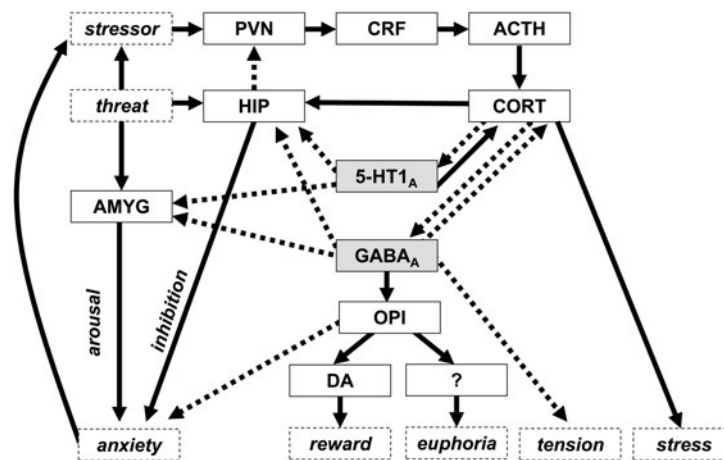 stressor
PVN
CRF
ACTH
threat
HIP
CORT
5-HT1A
AMYG
GABAA
arousal
inhibition
OPI
DA
?
anxiety
reward
euphoria
tension
stress